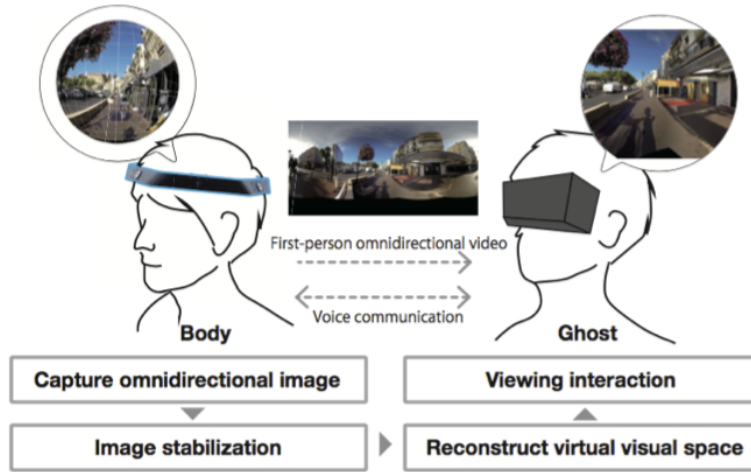 First-person omnidirectional video
Voice communication
Body
Ghost
Capture omnidirectional image
Viewing interaction
Image stabilization
Reconstruct virtual visual space